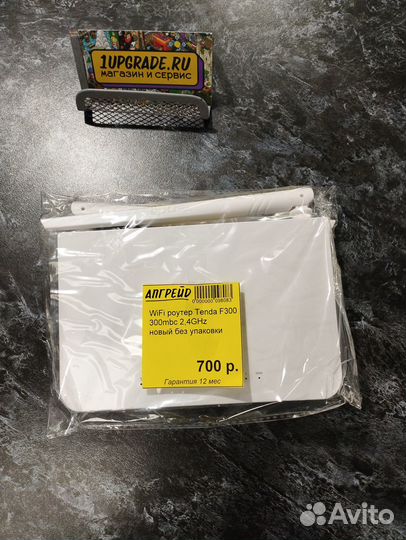 1UPGRADE.RU
магазин и сервис
АПГРЕЙД
WiFi роутер Tenda F300
300mbc 2,4GHz
новый без упаковки
700 р.
Гарантия 12 мес
Avito